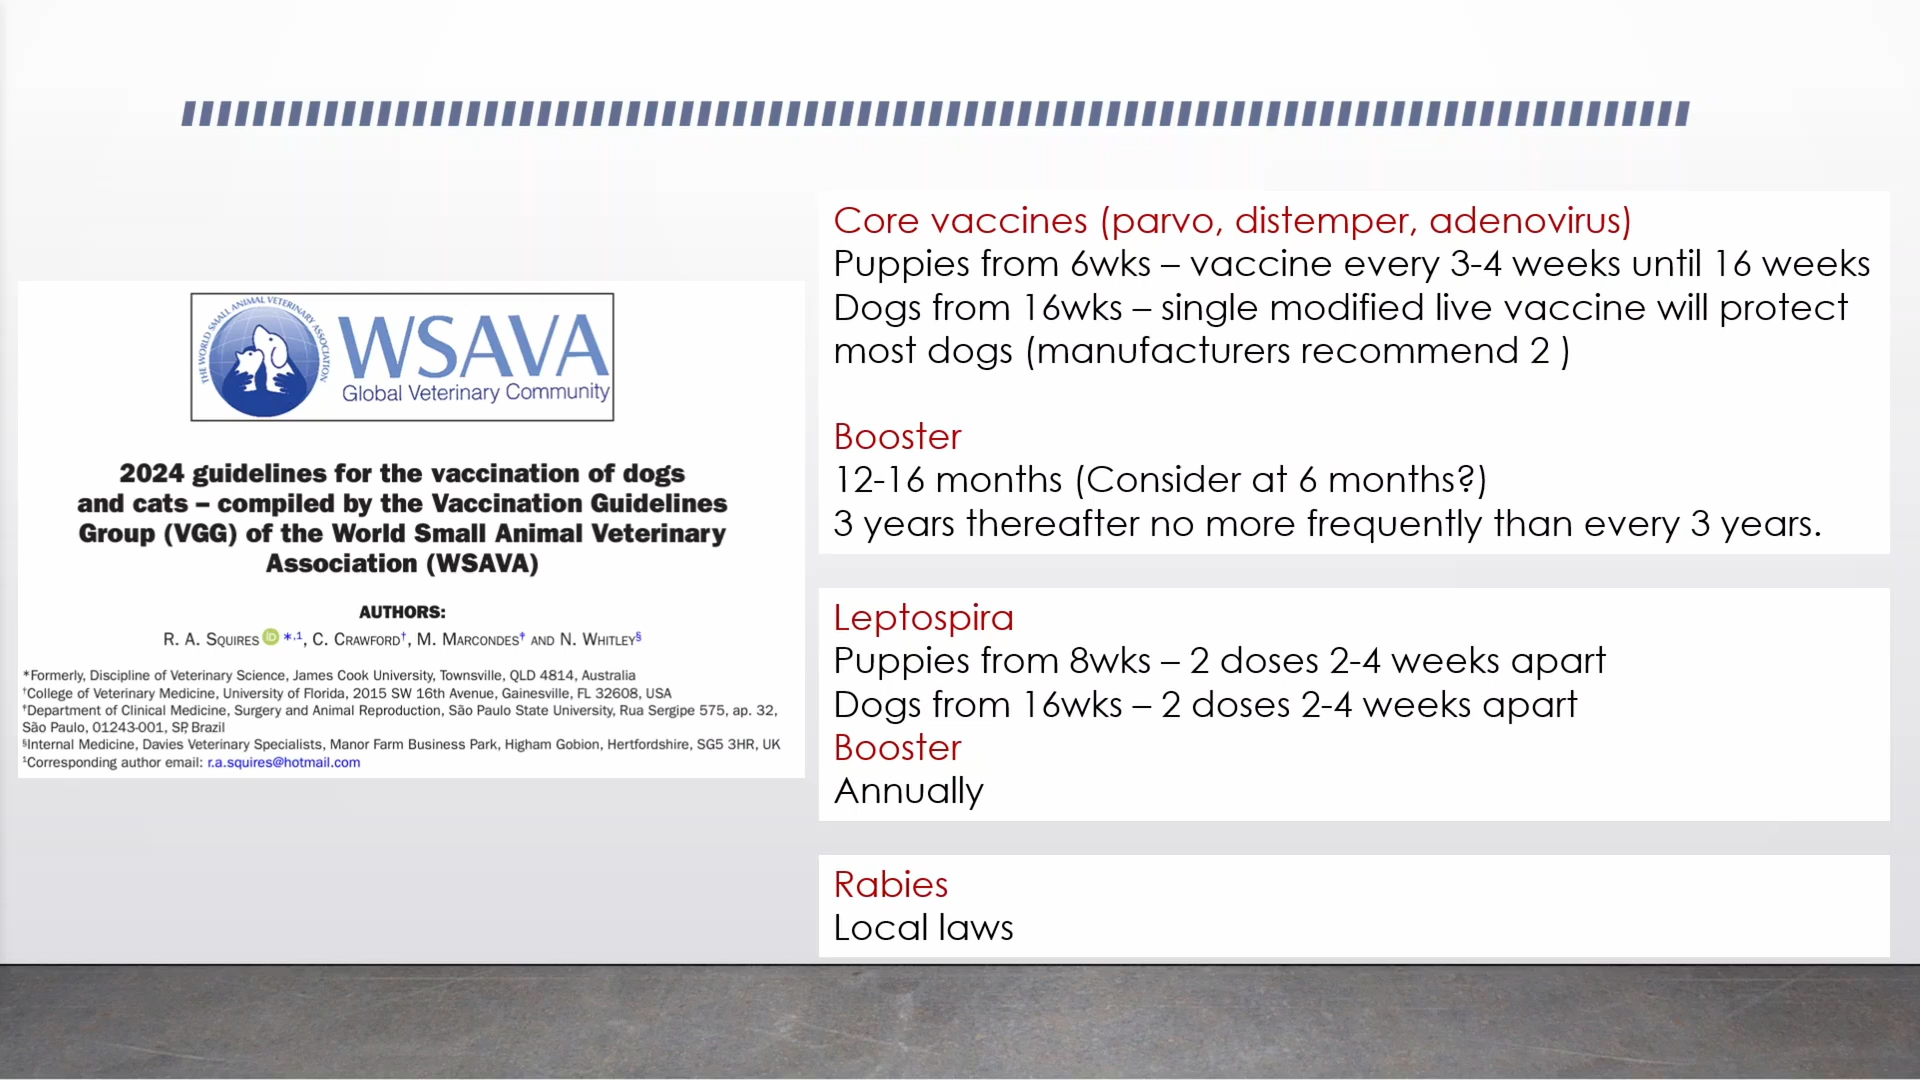 THE WORLD SMALL ANIMAL VETERINARY ASSOCIATION
WSAVA
Global Veterinary Community
2024 guidelines for the vaccination of dogs
and cats – compiled by the Vaccination Guidelines
Group (VGG) of the World Small Animal Veterinary
Association (WSAVA)
AUTHORS:
R. A. Squires iD *,1, C. Crawford†, M. Marcondes† and N. Whitley§
*Formerly, Discipline of Veterinary Science, James Cook University, Townsville, QLD 4814, Australia
†College of Veterinary Medicine, University of Florida, 2015 SW 16th Avenue, Gainesville, FL 32608, USA
†Department of Clinical Medicine, Surgery and Animal Reproduction, São Paulo State University, Rua Sergipe 575, ap. 32,
São Paulo, 01243-001, SP, Brazil
§Internal Medicine, Davies Veterinary Specialists, Manor Farm Business Park, Higham Gobion, Hertfordshire, SG5 3HR, UK
1Corresponding author email: r.a.squires@hotmail.com
Core vaccines (parvo, distemper, adenovirus)
Puppies from 6wks – vaccine every 3-4 weeks until 16 weeks
Dogs from 16wks – single modified live vaccine will protect
most dogs (manufacturers recommend 2 )
Booster
12-16 months (Consider at 6 months?)
3 years thereafter no more frequently than every 3 years.
Leptospira
Puppies from 8wks – 2 doses 2-4 weeks apart
Dogs from 16wks – 2 doses 2-4 weeks apart
Booster
Annually
Rabies
Local laws